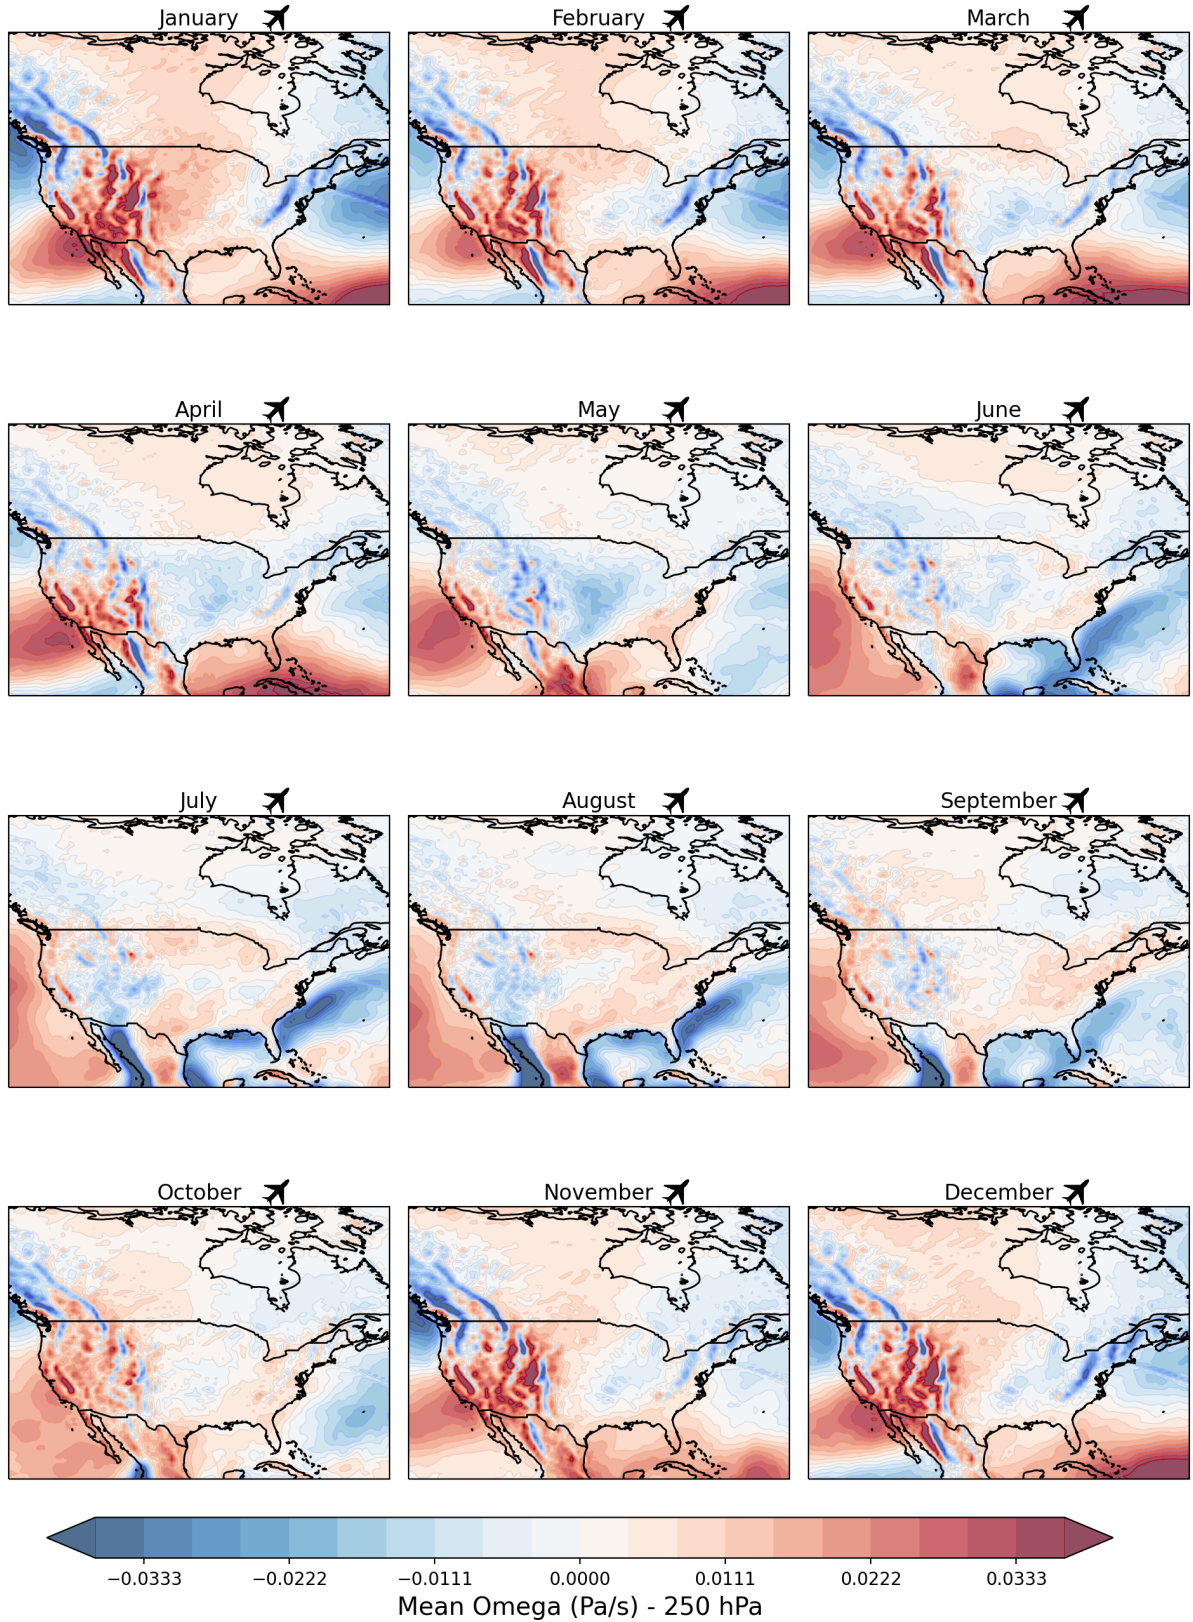 January
February
March
April
May
June
July
August
September
October
November
December
−0.0333
−0.0222
−0.0111
0.0000
0.0111
0.0222
0.0333
Mean Omega (Pa/s) - 250 hPa